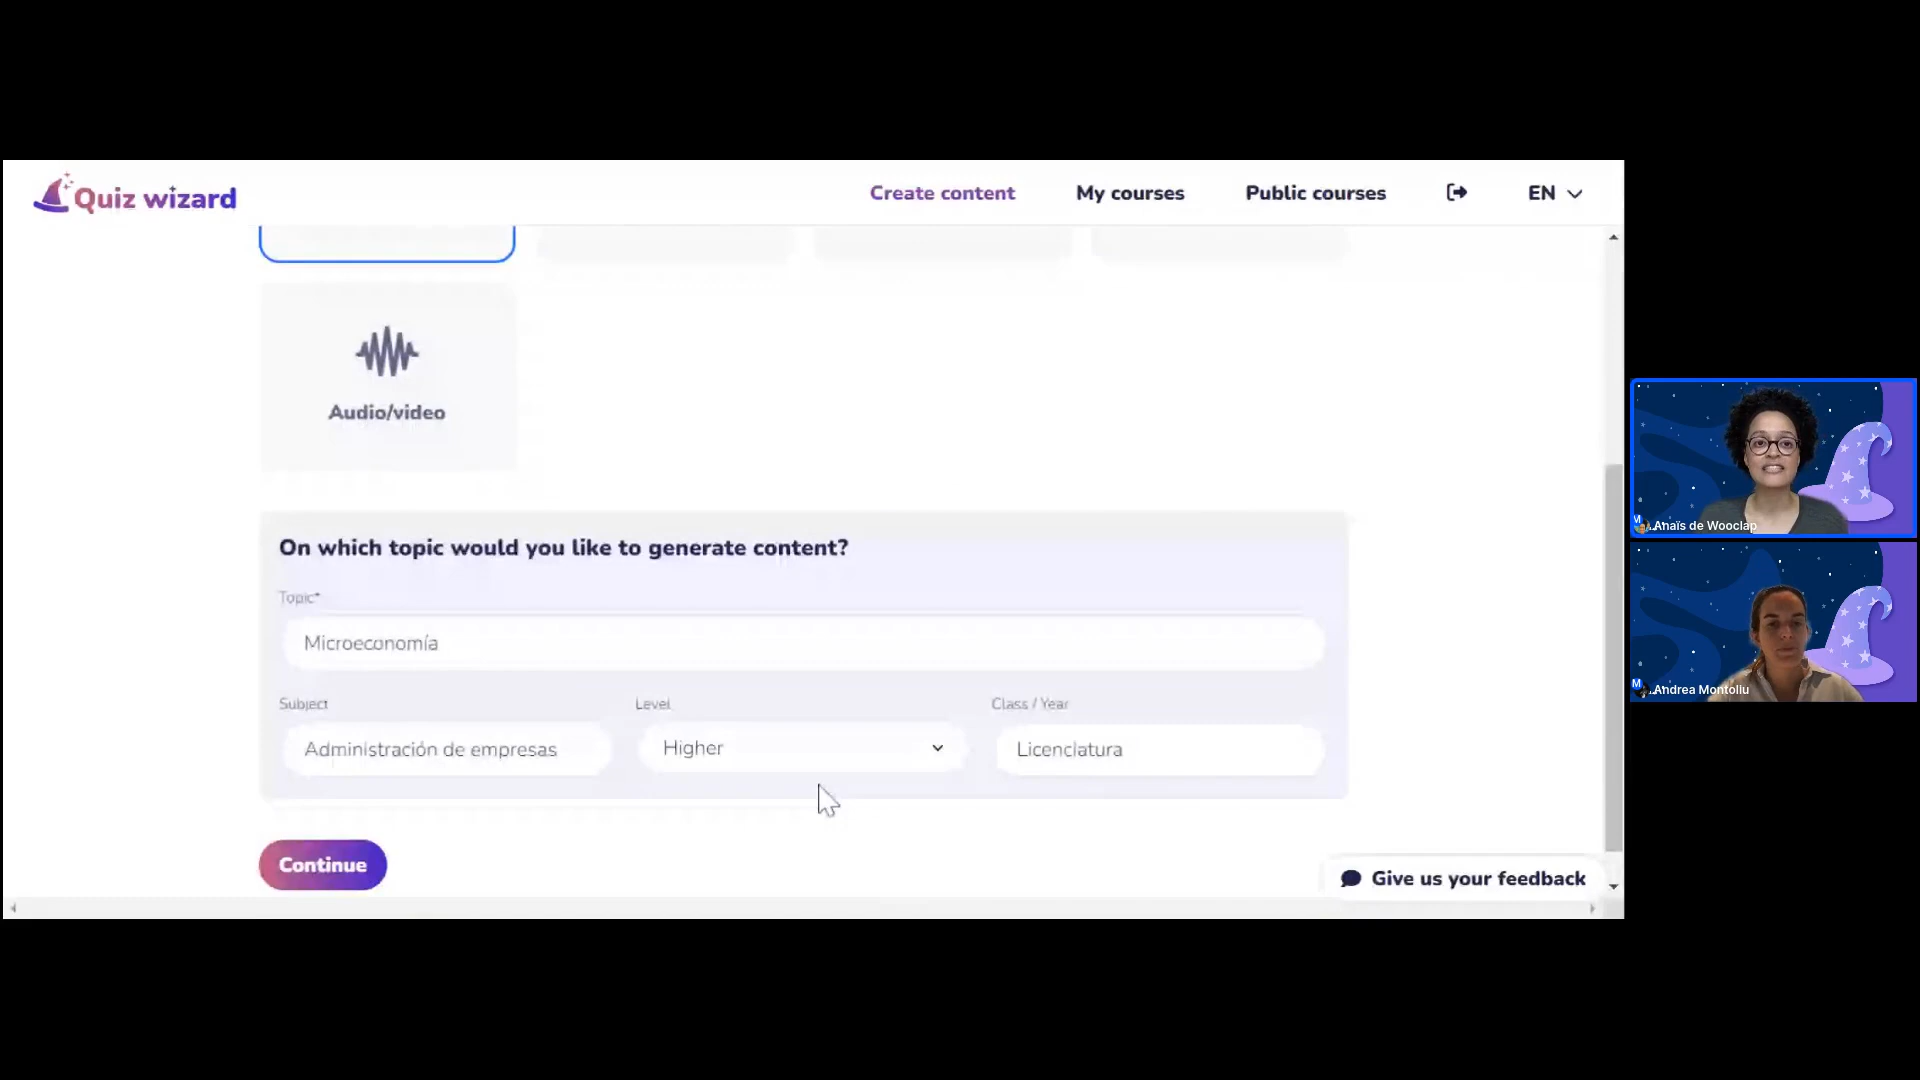 Quiz wizard
Create content
My courses
Public courses
EN
Audio/video
On which topic would you like to generate content?
Topic*
Microeconomía
Subject
Level
Class / Year
Administración de empresas
Higher
Licenciatura
Continue
Give us your feedback
Anaïs de Wooclap
Andrea Montoliu